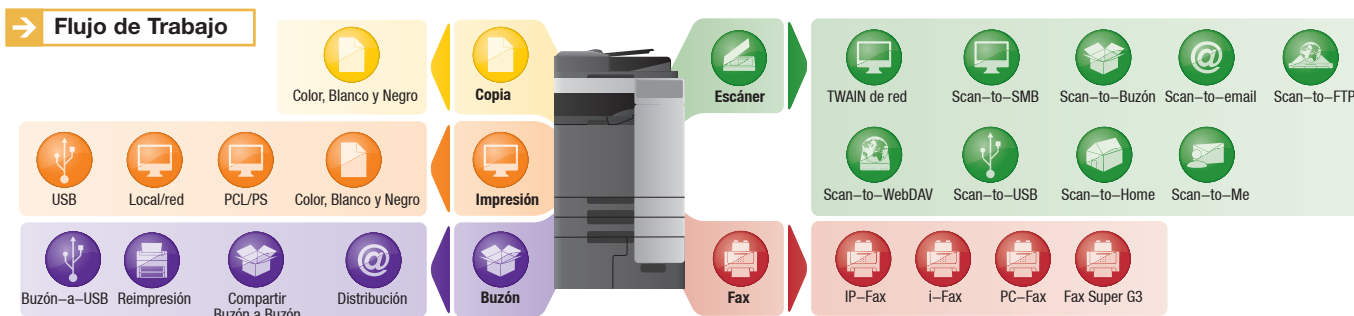 Flujo de Trabajo
Color, Blanco y Negro
Copia
Escáner
TWAIN de red
Scan–to–SMB
Scan–to–Buzón
Scan–to–email
Scan–to–FTP
USB
Local/red
PCL/PS
Color, Blanco y Negro
Impresión
Scan–to–WebDAV
Scan–to–USB
Scan–to–Home
Scan–to–Me
Buzón–a–USB
Reimpresión
Compartir
Buzón a Buzón
Distribución
Buzón
Fax
IP–Fax
i–Fax
PC–Fax
Fax Super G3